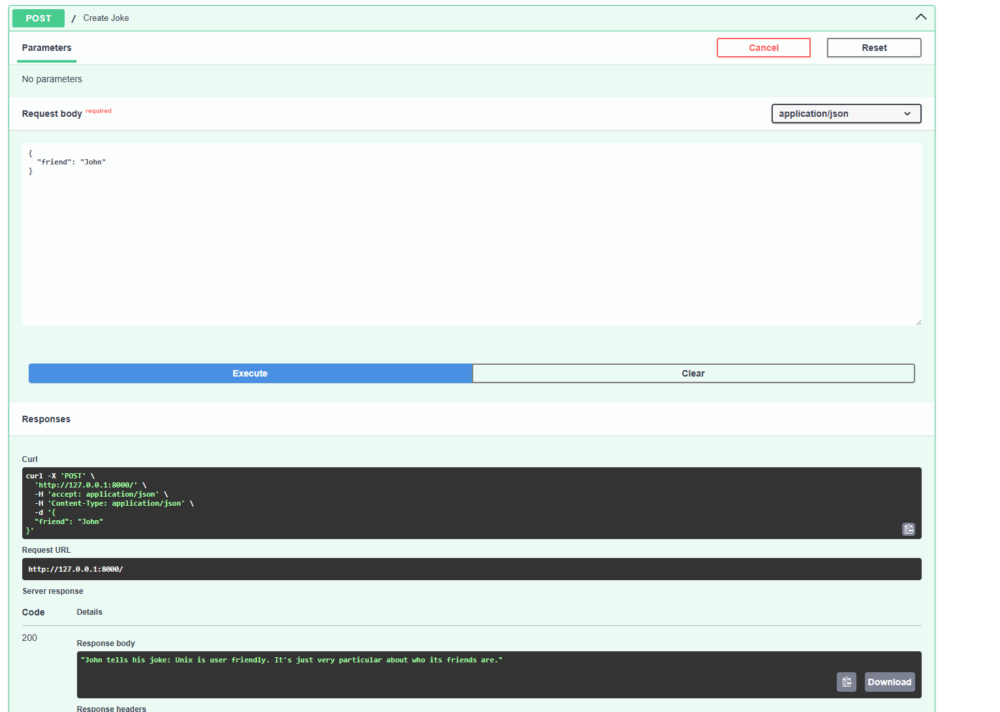 POST / Create Joke
Parameters
Cancel
Reset
No parameters
Request body required
application/json
{
  "friend": "John"
}
Execute
Clear
Responses
Curl
curl -X 'POST' \
  'http://127.0.0.1:8000/' \
  -H 'accept: application/json' \
  -H 'Content-Type: application/json' \
  -d '{
  "friend": "John"
}'
Request URL
http://127.0.0.1:8000/
Server response
Code
Details
200
Response body
"John tells his joke: Unix is user friendly. It's just very particular about who its friends are."
Download
Response headers